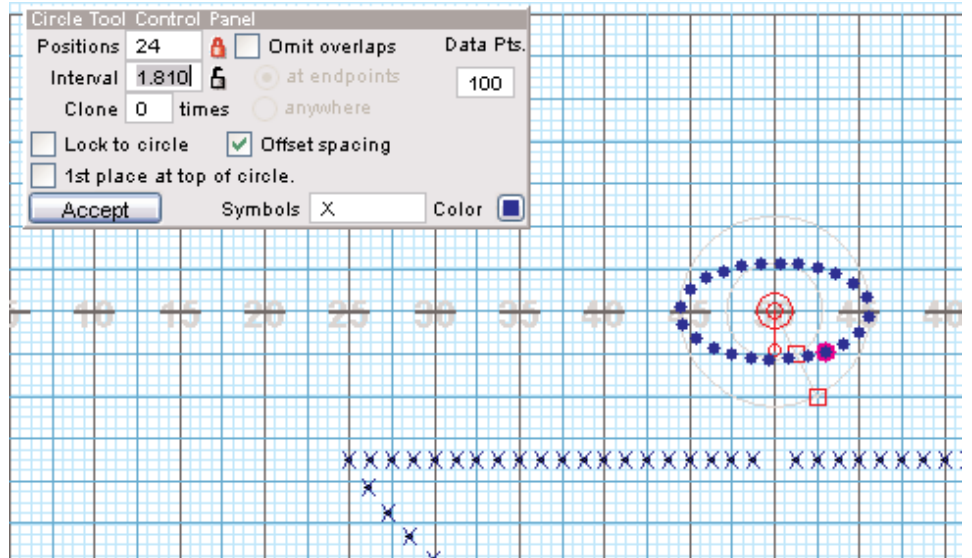 Circle Tool Control Panel
Positions 24 Omit overlaps Data Pts.
Interval 1.810 at endpoints 100
Clone 0 times anywhere
Lock to circle Offset spacing
1st place at top of circle.
Accept Symbols X Color
5 10 15 20 25 30 35 40 45 45 40